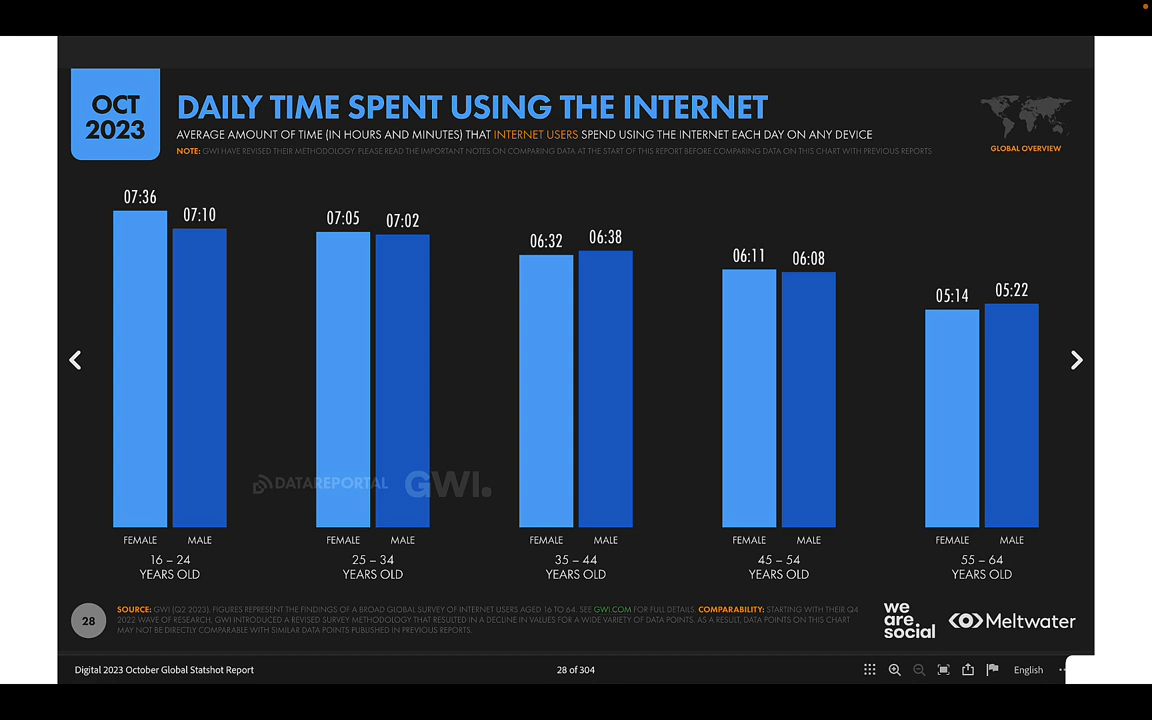 OCT
2023
DAILY TIME SPENT USING THE INTERNET
AVERAGE AMOUNT OF TIME (IN HOURS AND MINUTES) THAT INTERNET USERS SPEND USING THE INTERNET EACH DAY ON ANY DEVICE
NOTE: GWI HAVE REVISED THEIR METHODOLOGY. PLEASE READ THE IMPORTANT NOTES ON COMPARING DATA AT THE START OF THIS REPORT BEFORE COMPARING DATA ON THIS CHART WITH PREVIOUS REPORTS
GLOBAL OVERVIEW
07:36
07:10
07:05
07:02
06:32
06:38
06:11
06:08
05:14
05:22
DATAREPORTAL
GWI.
FEMALE MALE FEMALE MALE FEMALE MALE FEMALE MALE FEMALE MALE
16 – 24 25 – 34 35 – 44 45 – 54 55 – 64
YEARS OLD YEARS OLD YEARS OLD YEARS OLD YEARS OLD
28
SOURCE: GWI (Q2 2023). FIGURES REPRESENT THE FINDINGS OF A BROAD GLOBAL SURVEY OF INTERNET USERS AGED 16 TO 64. SEE GWI.COM FOR FULL DETAILS. COMPARABILITY: STARTING WITH THEIR Q4
2022 WAVE OF RESEARCH, GWI INTRODUCED A REVISED SURVEY METHODOLOGY THAT RESULTED IN A DECLINE IN VALUES FOR A WIDE VARIETY OF DATA POINTS. AS A RESULT, DATA POINTS ON THIS CHART
MAY NOT BE DIRECTLY COMPARABLE WITH SIMILAR DATA POINTS PUBLISHED IN PREVIOUS REPORTS.
we
are
social
Meltwater
Digital 2023 October Global Statshot Report
28 of 304
English